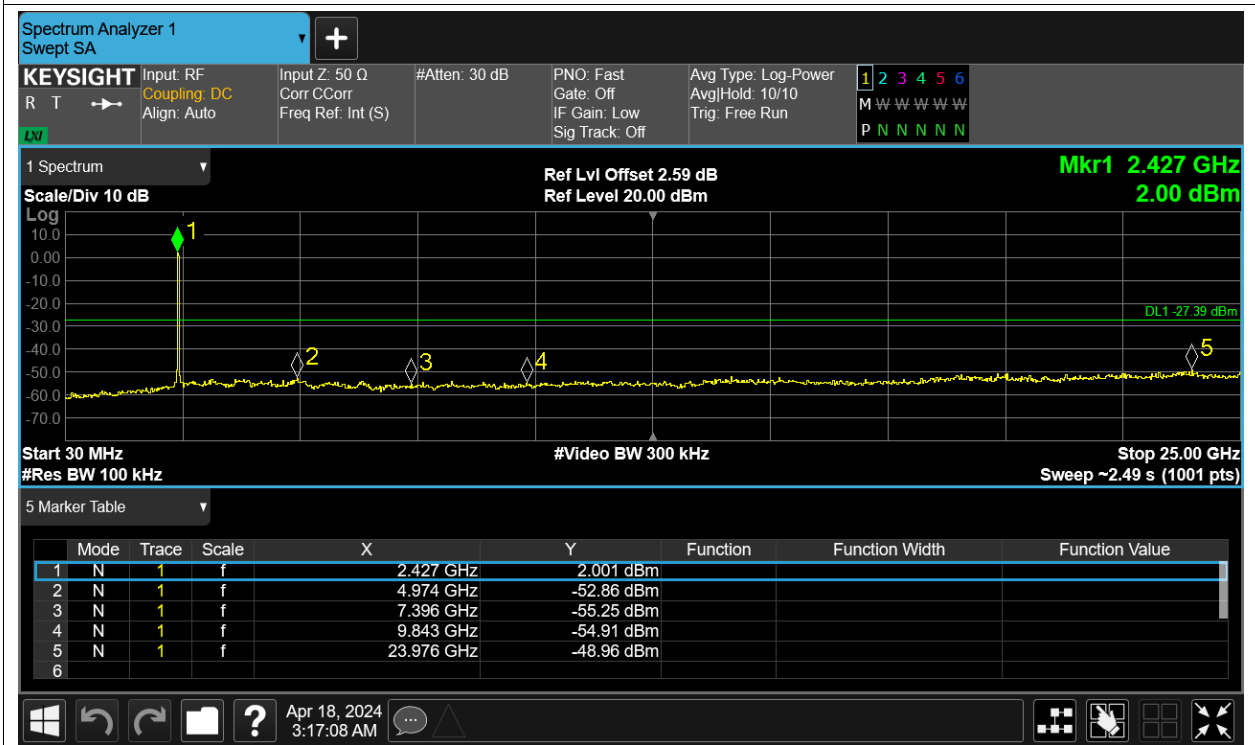 Spectrum Analyzer 1
Swept SA
KEYSIGHT
R T
LXI
Input: RF
Coupling: DC
Align: Auto
Input Z: 50 Ω
Corr CCorr
Freq Ref: Int (S)
#Atten: 30 dB
PNO: Fast
Gate: Off
IF Gain: Low
Sig Track: Off
Avg Type: Log-Power
Avg|Hold: 10/10
Trig: Free Run
1 2 3 4 5 6
M W W W W W
P N N N N N
1 Spectrum
Scale/Div 10 dB
Ref Lvl Offset 2.59 dB
Ref Level 20.00 dBm
Mkr1 2.427 GHz
2.00 dBm
Log
10.0
0.00
-10.0
-20.0
-30.0
-40.0
-50.0
-60.0
-70.0
1
DL1 -27.39 dBm
2
3
4
5
Start 30 MHz
#Res BW 100 kHz
#Video BW 300 kHz
Stop 25.00 GHz
Sweep ~2.49 s (1001 pts)
5 Marker Table
Mode Trace Scale X Y Function Function Width Function Value
1 N 1 f 2.427 GHz 2.001 dBm
2 N 1 f 4.974 GHz -52.86 dBm
3 N 1 f 7.396 GHz -55.25 dBm
4 N 1 f 9.843 GHz -54.91 dBm
5 N 1 f 23.976 GHz -48.96 dBm
6
?
Apr 18, 2024
3:17:08 AM